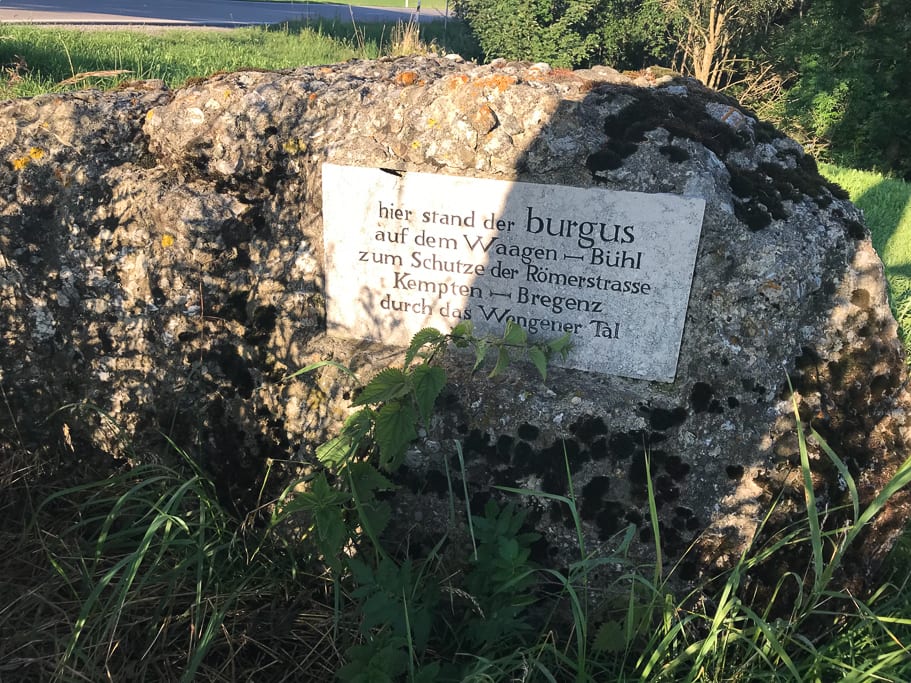 hier stand der burgus
auf dem Waagen – Bühl
zum Schutze der Römerstrasse
Kempten – Bregenz
durch das Wengener Tal